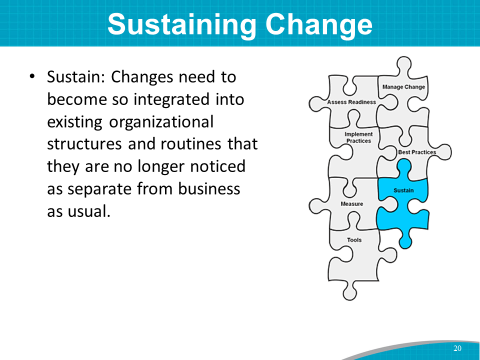 Sustaining Change
• Sustain: Changes need to
become so integrated into
existing organizational
structures and routines that
they are no longer noticed
as separate from business
as usual.
Manage Change
Assess Readiness
Implement
Practices
Best Practices
Sustain
Measure
Tools
20